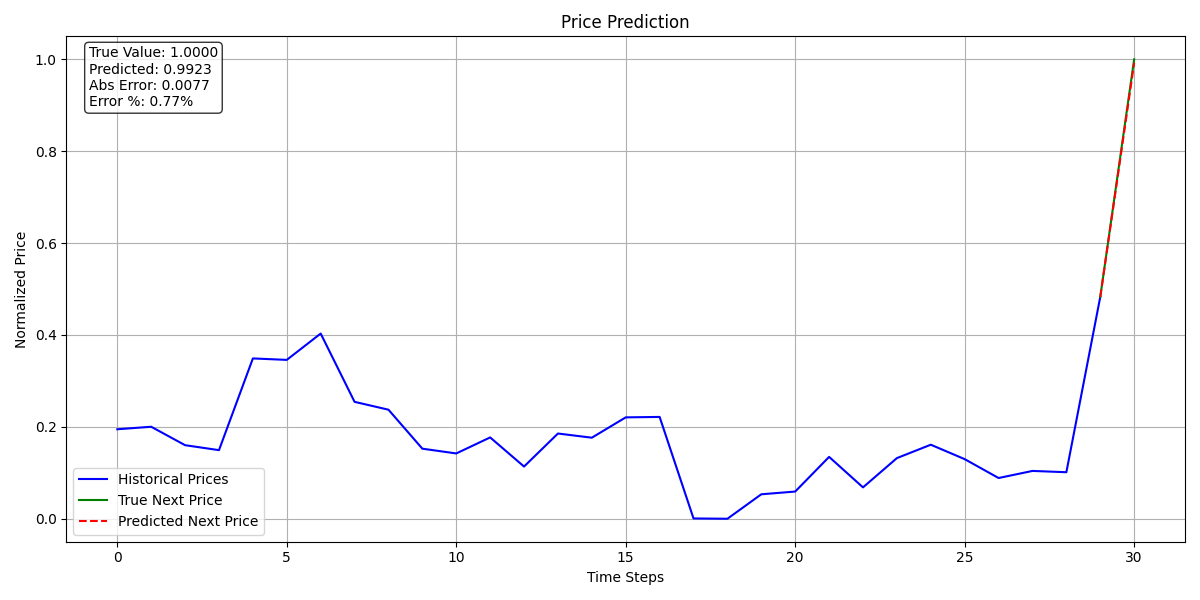 Price Prediction
True Value: 1.0000
Predicted: 0.9923
Abs Error: 0.0077
Error %: 0.77%
Normalized Price
1.0
0.8
0.6
0.4
0.2
0.0
Historical Prices
True Next Price
Predicted Next Price
0 5 10 15 20 25 30
Time Steps